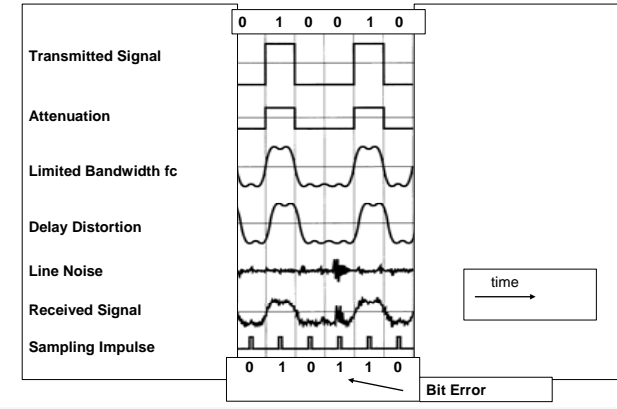 0 1 0 0 1 0
Transmitted Signal
Attenuation
Limited Bandwidth fc
Delay Distortion
Line Noise
time
Received Signal
Sampling Impulse
0 1 0 1 1 0
Bit Error